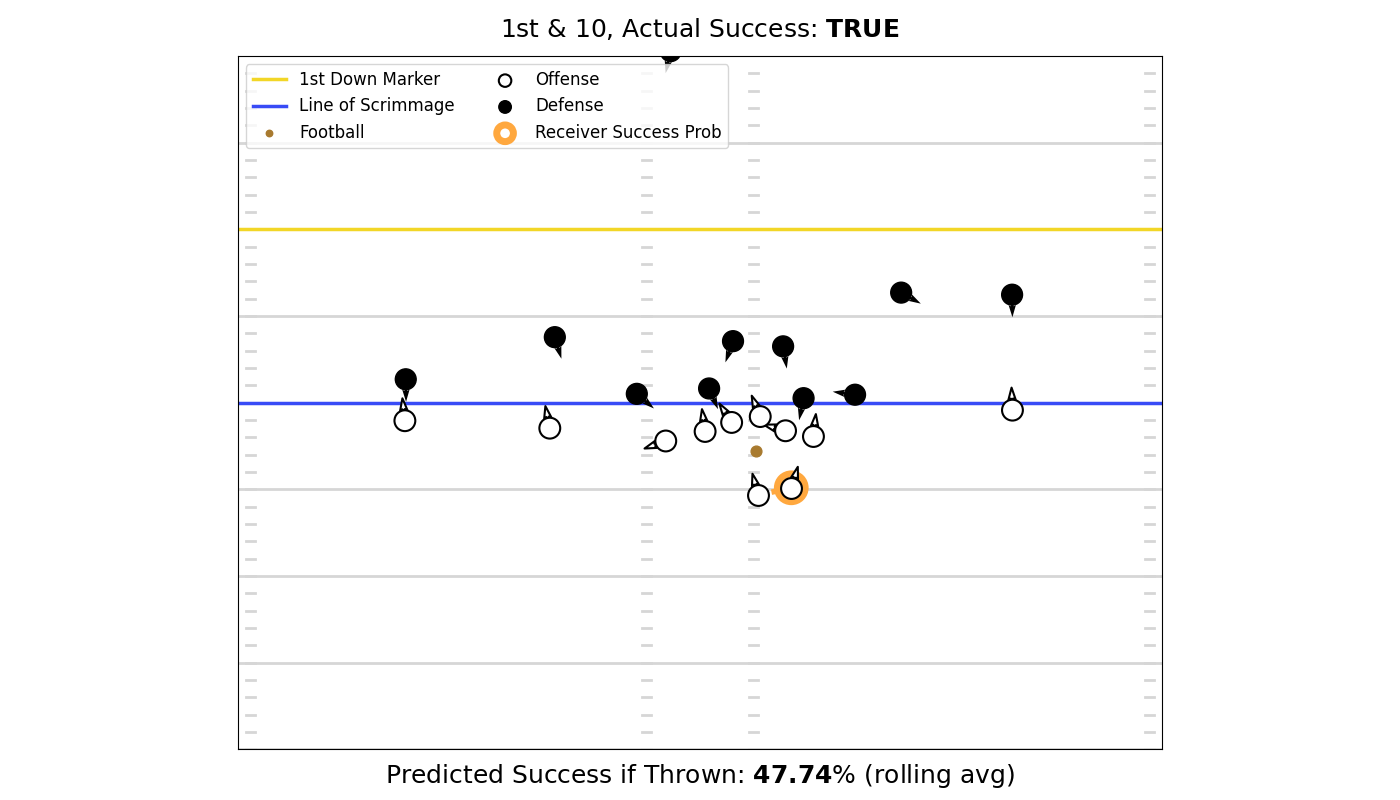 1st & 10, Actual Success: TRUE
1st Down Marker
Line of Scrimmage
Football
Offense
Defense
Receiver Success Prob
Predicted Success if Thrown: 47.74% (rolling avg)